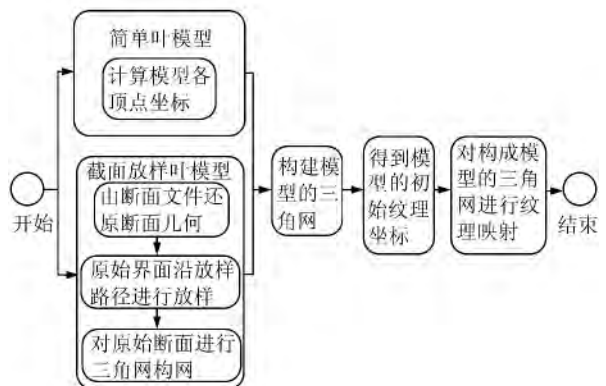 简单叶模型
计算模型各
顶点坐标
开始
截面放样叶模型
由断面文件还
原断面几何
原始界面沿放样
路径进行放样
对原始断面进行
三角网构网
构建模
型的三
角网
得到模
型的初
始纹理
坐标
对构成模
型的三角
网进行纹
理映射
结束